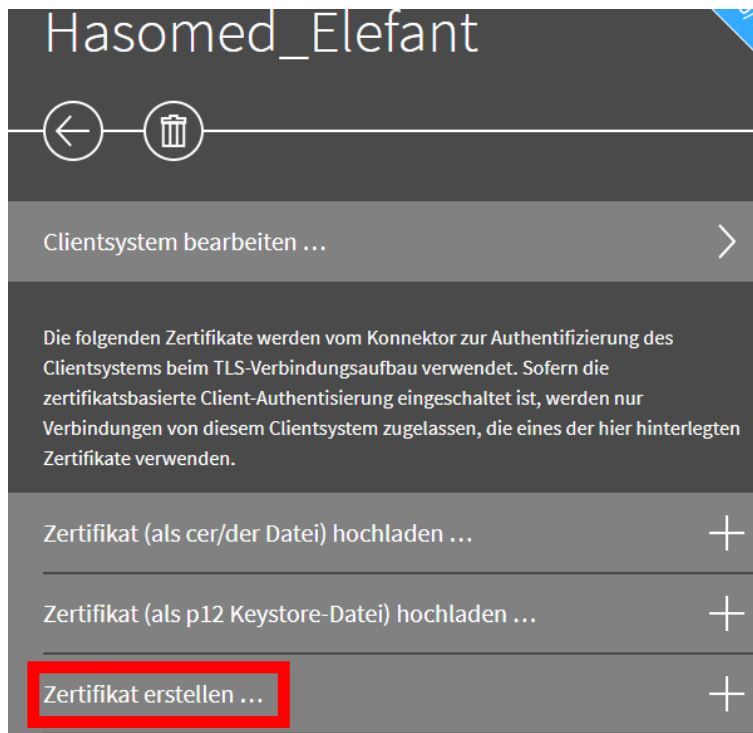 Hasomed_Elefant
Clientsystem bearbeiten ...
Die folgenden Zertifikate werden vom Konnektor zur Authentifizierung des
Clientsystems beim TLS-Verbindungsaufbau verwendet. Sofern die
zertifikatsbasierte Client-Authentisierung eingeschaltet ist, werden nur
Verbindungen von diesem Clientsystem zugelassen, die eines der hier hinterlegten
Zertifikate verwenden.
Zertifikat (als cer/der Datei) hochladen ...
Zertifikat (als p12 Keystore-Datei) hochladen ...
Zertifikat erstellen ...